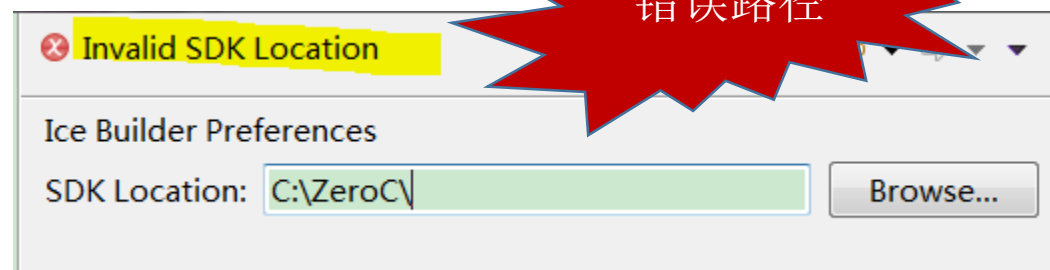 错误路径
Invalid SDK Location
Ice Builder Preferences
SDK Location: C:\ZeroC\ Browse...